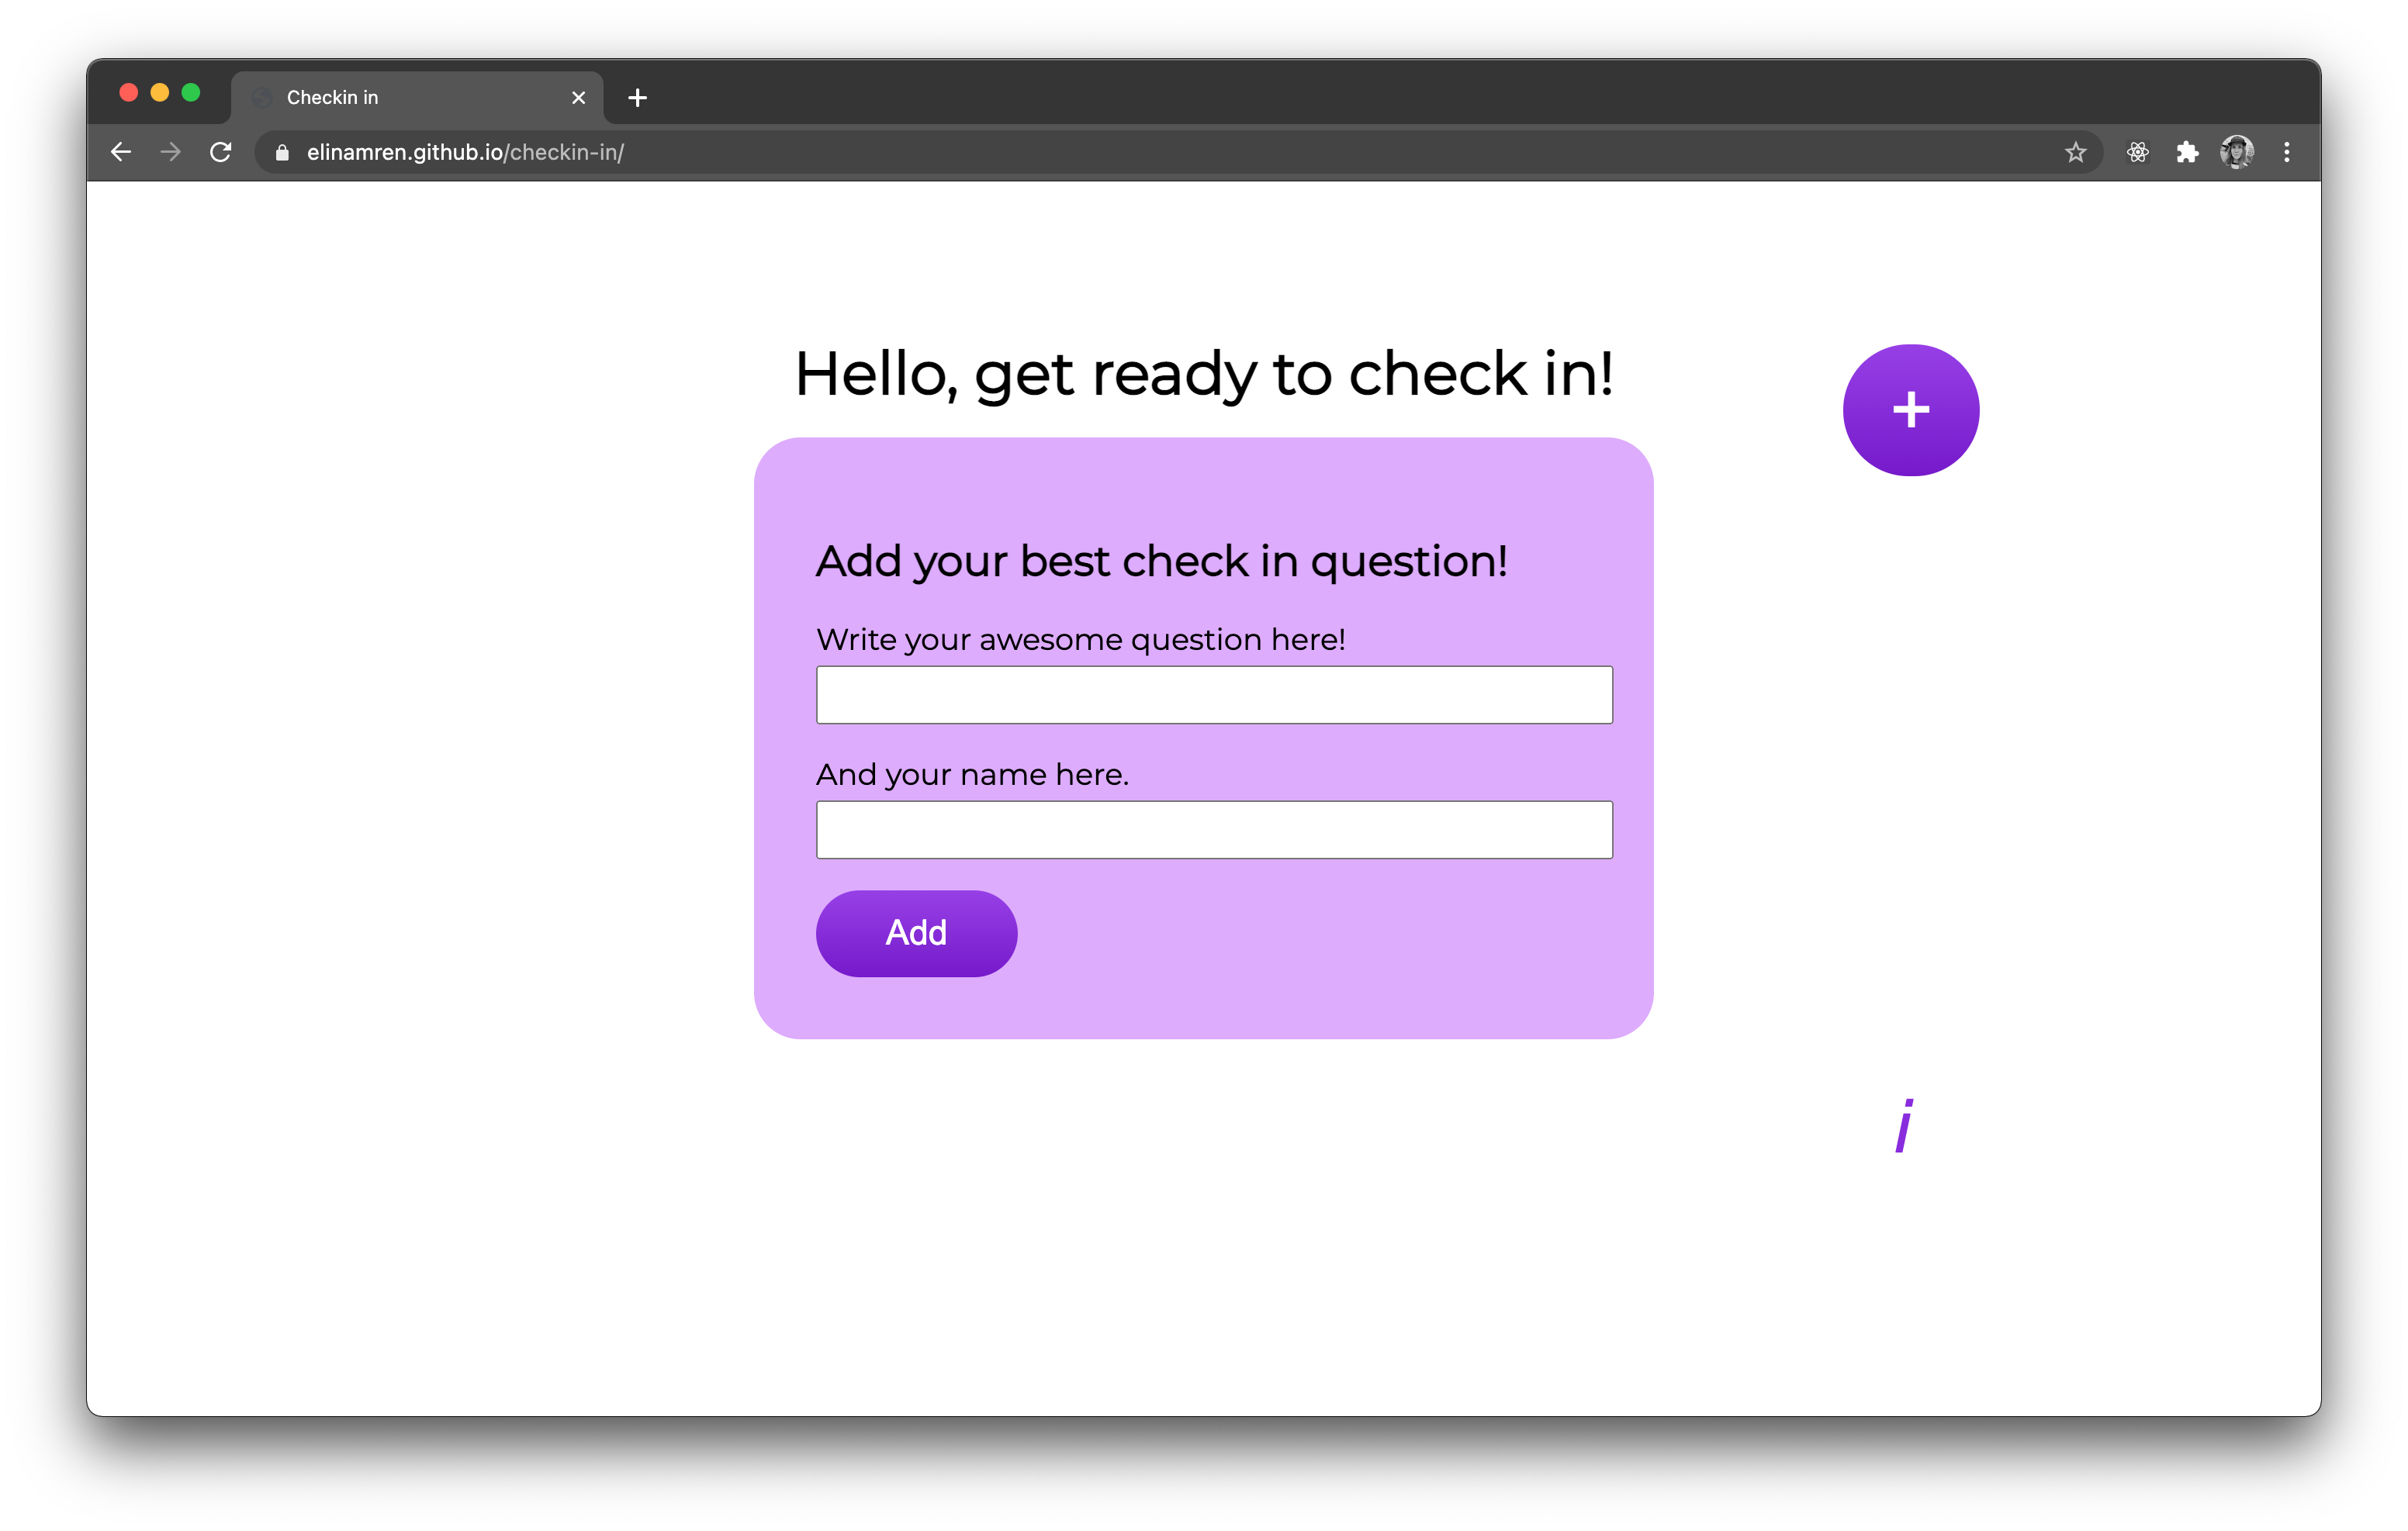 Checkin in
elinamren.github.io/checkin-in/
Hello, get ready to check in!
+
Add your best check in question!
Write your awesome question here!
And your name here.
Add
i